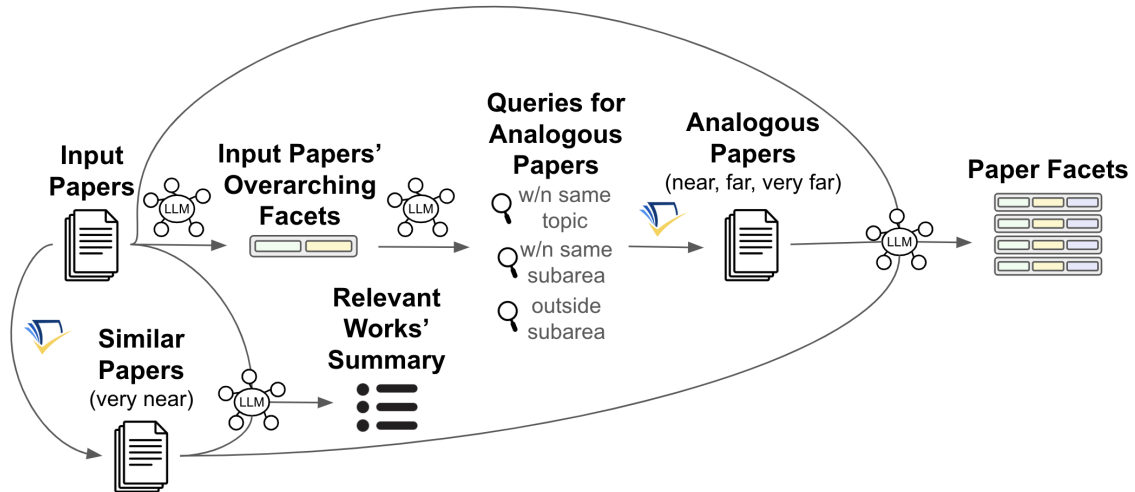 Input
Papers
LLM
Input Papers’
Overarching
Facets
LLM
Queries for
Analogous
Papers
w/n same
topic
w/n same
subarea
outside
subarea
Analogous
Papers
(near, far, very far)
LLM
Paper Facets
Similar
Papers
(very near)
LLM
Relevant
Works’
Summary